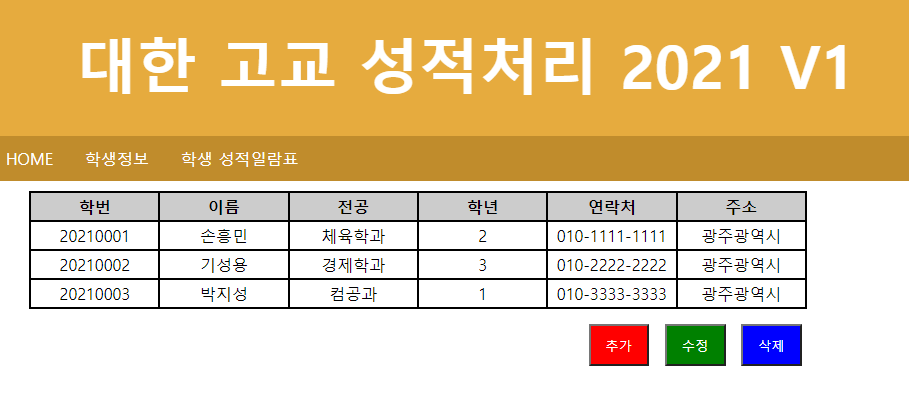 대한 고교 성적처리 2021 V1
HOME 학생정보 학생 성적일람표
학번 이름 전공 학년 연락처 주소
20210001 손흥민 체육학과 2 010-1111-1111 광주광역시
20210002 기성용 경제학과 3 010-2222-2222 광주광역시
20210003 박지성 컴공과 1 010-3333-3333 광주광역시
추가 수정 삭제